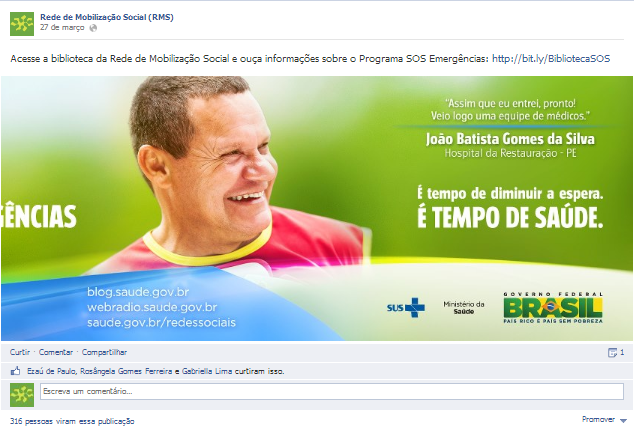 Rede de Mobilização Social (RMS)
27 de março
Acesse a biblioteca da Rede de Mobilização Social e ouça informações sobre o Programa SOS Emergências: http://bit.ly/BibliotecaSOS
"Assim que eu entrei, pronto!
Veio logo uma equipe de médicos."
João Batista Gomes da Silva
Hospital da Restauração - PE
GÊNCIAS
É tempo de diminuir a espera.
É TEMPO DE SAÚDE.
blog.saude.gov.br
webradio.saude.gov.br
saude.gov.br/redessociais
SUS
Ministério da
Saúde
GOVERNO FEDERAL
BRASIL
PAÍS RICO É PAÍS SEM POBREZA
Curtir · Comentar · Compartilhar
1
Ezaú de Paulo, Rosângela Gomes Ferreira e Gabriella Lima curtiram isso.
Escreva um comentário...
316 pessoas viram essa publicação
Promover